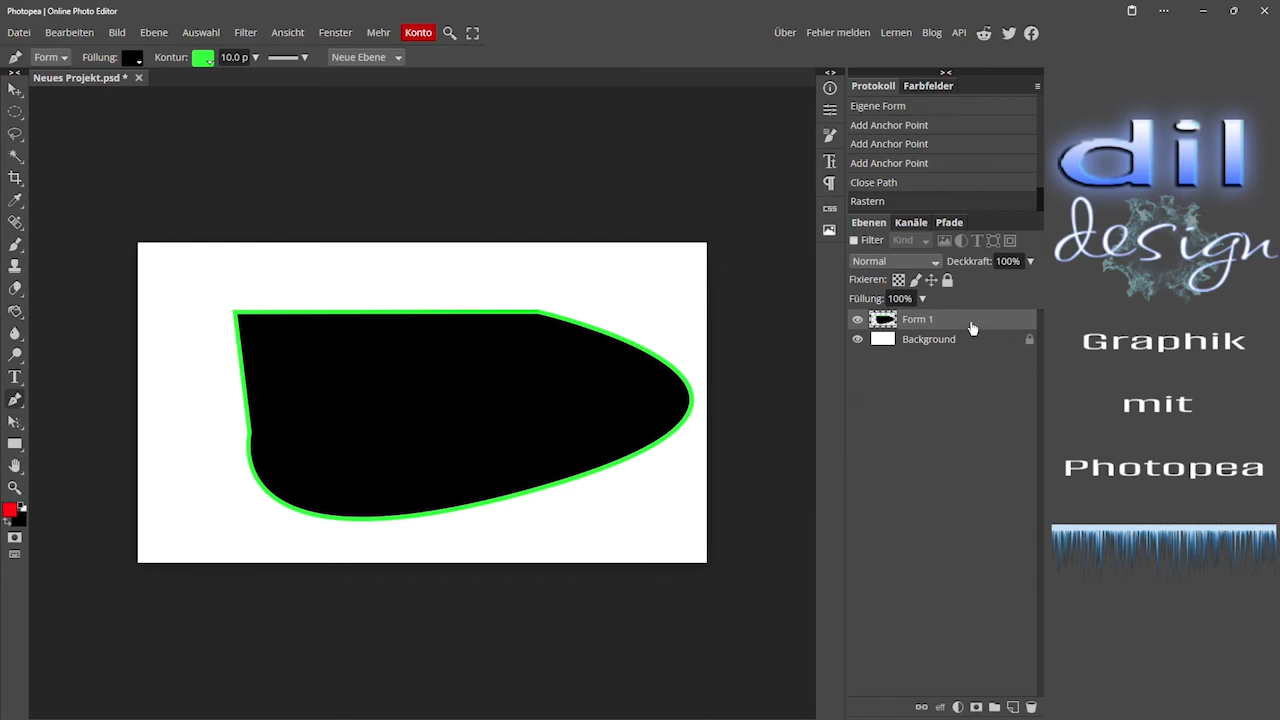 Photopea | Online Photo Editor
Datei Bearbeiten Bild Ebene Auswahl Filter Ansicht Fenster Mehr Konto Über Fehler melden Lernen Blog API
Form Füllung: Kontur: 10.0 p Neue Ebene
Neues Projekt.psd *
Protokoll Farbfelder
Eigene Form
Add Anchor Point
Add Anchor Point
Add Anchor Point
Close Path
Rastern
Ebenen Kanäle Pfade
Filter Kind
Normal Deckkraft: 100%
Fixieren:
Füllung: 100%
Form 1
Background
CSS
eff
dil
design
Graphik
mit
Photopea